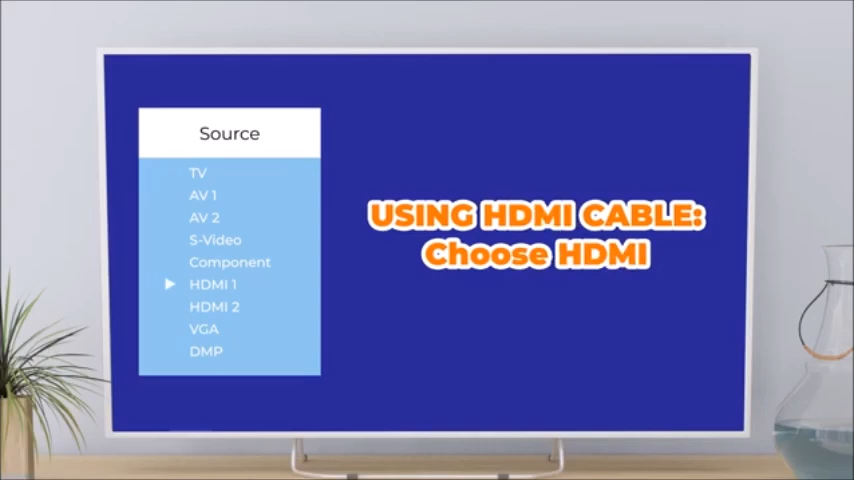 Source
TV
AV 1
AV 2
S-Video
Component
HDMI 1
HDMI 2
VGA
DMP
USING HDMI CABLE:
Choose HDMI